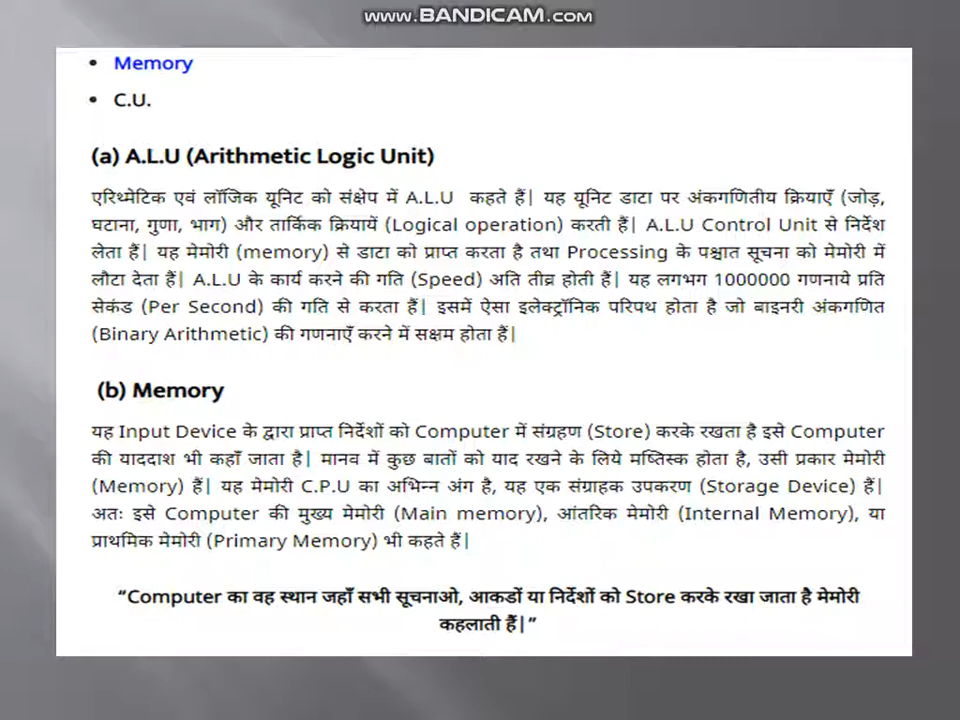 www.BANDICAM.com
• Memory
• C.U.
(a) A.L.U (Arithmetic Logic Unit)
एरिथ्मेटिक एवं लॉजिक यूनिट को संक्षेप में A.L.U कहते हैं| यह यूनिट डाटा पर अंकगणितीय क्रियाएँ (जोड़,
घटाना, गुणा, भाग) और तार्किक क्रियायें (Logical operation) करती हैं| A.L.U Control Unit से निर्देश
लेता हैं| यह मेमोरी (memory) से डाटा को प्राप्त करता है तथा Processing के पश्चात सूचना को मेमोरी में
लौटा देता हैं| A.L.U के कार्य करने की गति (Speed) अति तीव्र होती हैं| यह लगभग 1000000 गणनाये प्रति
सेकंड (Per Second) की गति से करता हैं| इसमें ऐसा इलेक्ट्रॉनिक परिपथ होता है जो बाइनरी अंकगणित
(Binary Arithmetic) की गणनाएँ करने में सक्षम होता हैं|
(b) Memory
यह Input Device के द्वारा प्राप्त निर्देशों को Computer में संग्रहण (Store) करके रखता है इसे Computer
की याददाश भी कहाँ जाता है| मानव में कुछ बातों को याद रखने के लिये मष्तिस्क होता है, उसी प्रकार मेमोरी
(Memory) हैं| यह मेमोरी C.P.U का अभिन्न अंग है, यह एक संग्राहक उपकरण (Storage Device) हैं|
अतः इसे Computer की मुख्य मेमोरी (Main memory), आंतरिक मेमोरी (Internal Memory), या
प्राथमिक मेमोरी (Primary Memory) भी कहते हैं|
“Computer का वह स्थान जहाँ सभी सूचनाओ, आकडों या निर्देशों को Store करके रखा जाता है मेमोरी
कहलाती हैं|”